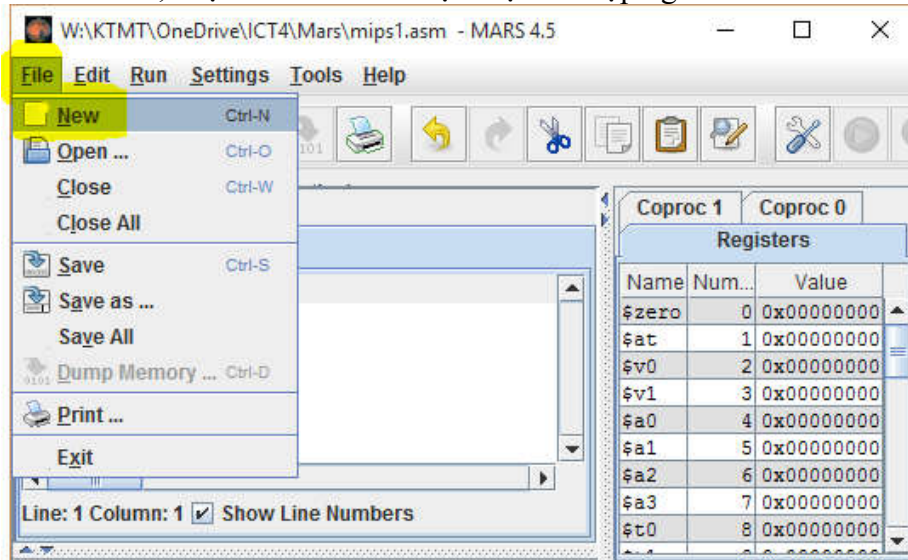 W:\KTMT\OneDrive\ICT4\Mars\mips1.asm - MARS 4.5
File Edit Run Settings Tools Help
New Ctrl-N
Open ... Ctrl-O
Close Ctrl-W
Close All
Save Ctrl-S
Save as ...
Save All
Dump Memory ... Ctrl-D
Print ...
Exit
Line: 1 Column: 1 Show Line Numbers
Coproc 1 Coproc 0
Registers
Name Num... Value
$zero 0 0x00000000
$at 1 0x00000000
$v0 2 0x00000000
$v1 3 0x00000000
$a0 4 0x00000000
$a1 5 0x00000000
$a2 6 0x00000000
$a3 7 0x00000000
$t0 8 0x00000000